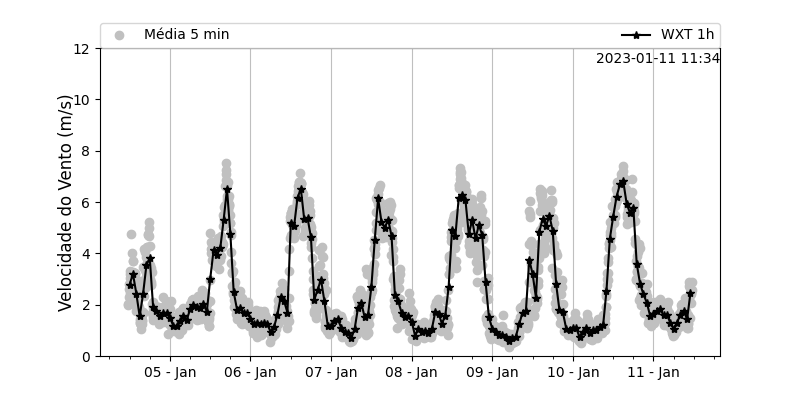 Média 5 min
WXT 1h
2023-01-11 11:34
Velocidade do Vento (m/s)
12
10
8
6
4
2
0
05 - Jan
06 - Jan
07 - Jan
08 - Jan
09 - Jan
10 - Jan
11 - Jan